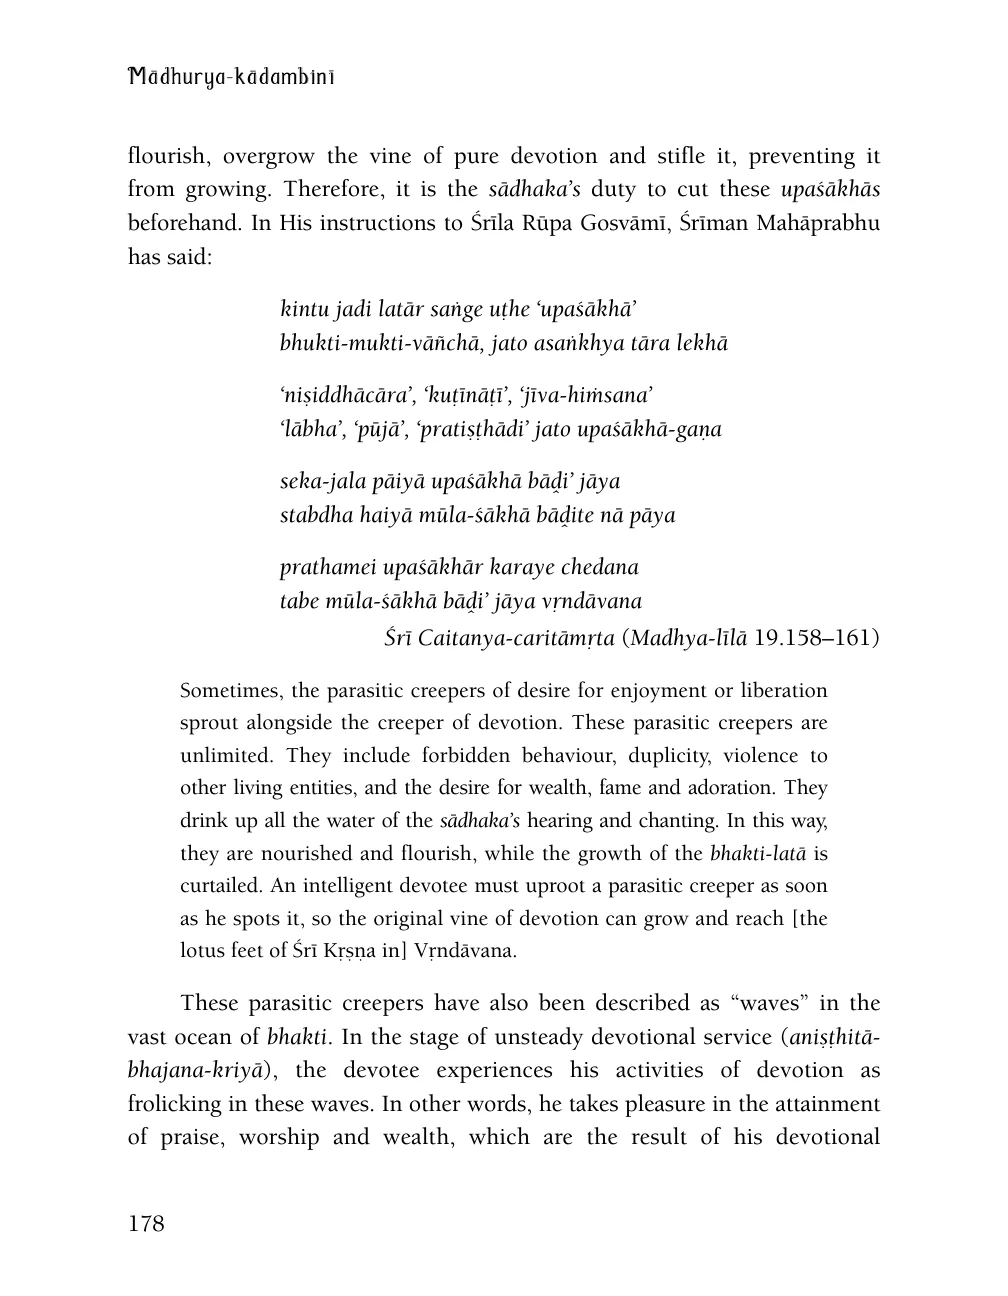 Mādhurya-kādambinī
flourish, overgrow the vine of pure devotion and stifle it, preventing it
from growing. Therefore, it is the sādhaka’s duty to cut these upaśākhās
beforehand. In His instructions to Śrīla Rūpa Gosvāmī, Śrīman Mahāprabhu
has said:
kintu jadi latār saṅge uṭhe ‘upaśākhā’
bhukti-mukti-vāñchā, jato asaṅkhya tāra lekhā
‘niṣiddhācāra’, ‘kuṭīnāṭī’, ‘jīva-hiṁsana’
‘lābha’, ‘pūjā’, ‘pratiṣṭhādi’ jato upaśākhā-gaṇa
seka-jala pāiyā upaśākhā bāḍ̯i’ jāya
stabdha haiyā mūla-śākhā bāḍ̯ite nā pāya
prathamei upaśākhār karaye chedana
tabe mūla-śākhā bāḍ̯i’ jāya vṛndāvana
Śrī Caitanya-caritāmṛta (Madhya-līlā 19.158–161)
Sometimes, the parasitic creepers of desire for enjoyment or liberation
sprout alongside the creeper of devotion. These parasitic creepers are
unlimited. They include forbidden behaviour, duplicity, violence to
other living entities, and the desire for wealth, fame and adoration. They
drink up all the water of the sādhaka’s hearing and chanting. In this way,
they are nourished and flourish, while the growth of the bhakti-latā is
curtailed. An intelligent devotee must uproot a parasitic creeper as soon
as he spots it, so the original vine of devotion can grow and reach [the
lotus feet of Śrī Kṛṣṇa in] Vṛndāvana.
These parasitic creepers have also been described as “waves” in the
vast ocean of bhakti. In the stage of unsteady devotional service (aniṣṭhitā-
bhajana-kriyā), the devotee experiences his activities of devotion as
frolicking in these waves. In other words, he takes pleasure in the attainment
of praise, worship and wealth, which are the result of his devotional
178